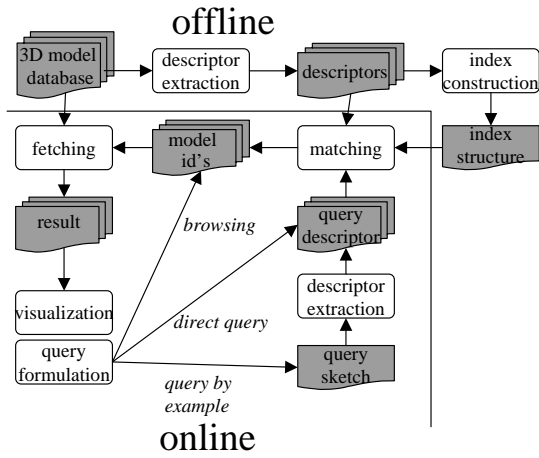 offline
3D model
database
descriptor
extraction
descriptors
index
construction
fetching
model
id's
matching
index
structure
result
browsing
query
descriptor
visualization
direct query
descriptor
extraction
query
formulation
query by
example
query
sketch
online